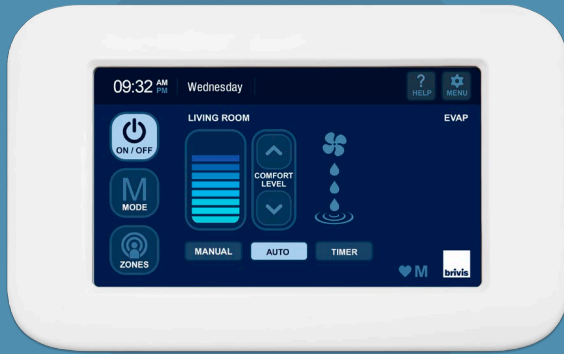 09:32 AM
PM
Wednesday
?
HELP
MENU
LIVING ROOM
EVAP
ON / OFF
COMFORT
LEVEL
M
MODE
ZONES
MANUAL
AUTO
TIMER
M
brivis